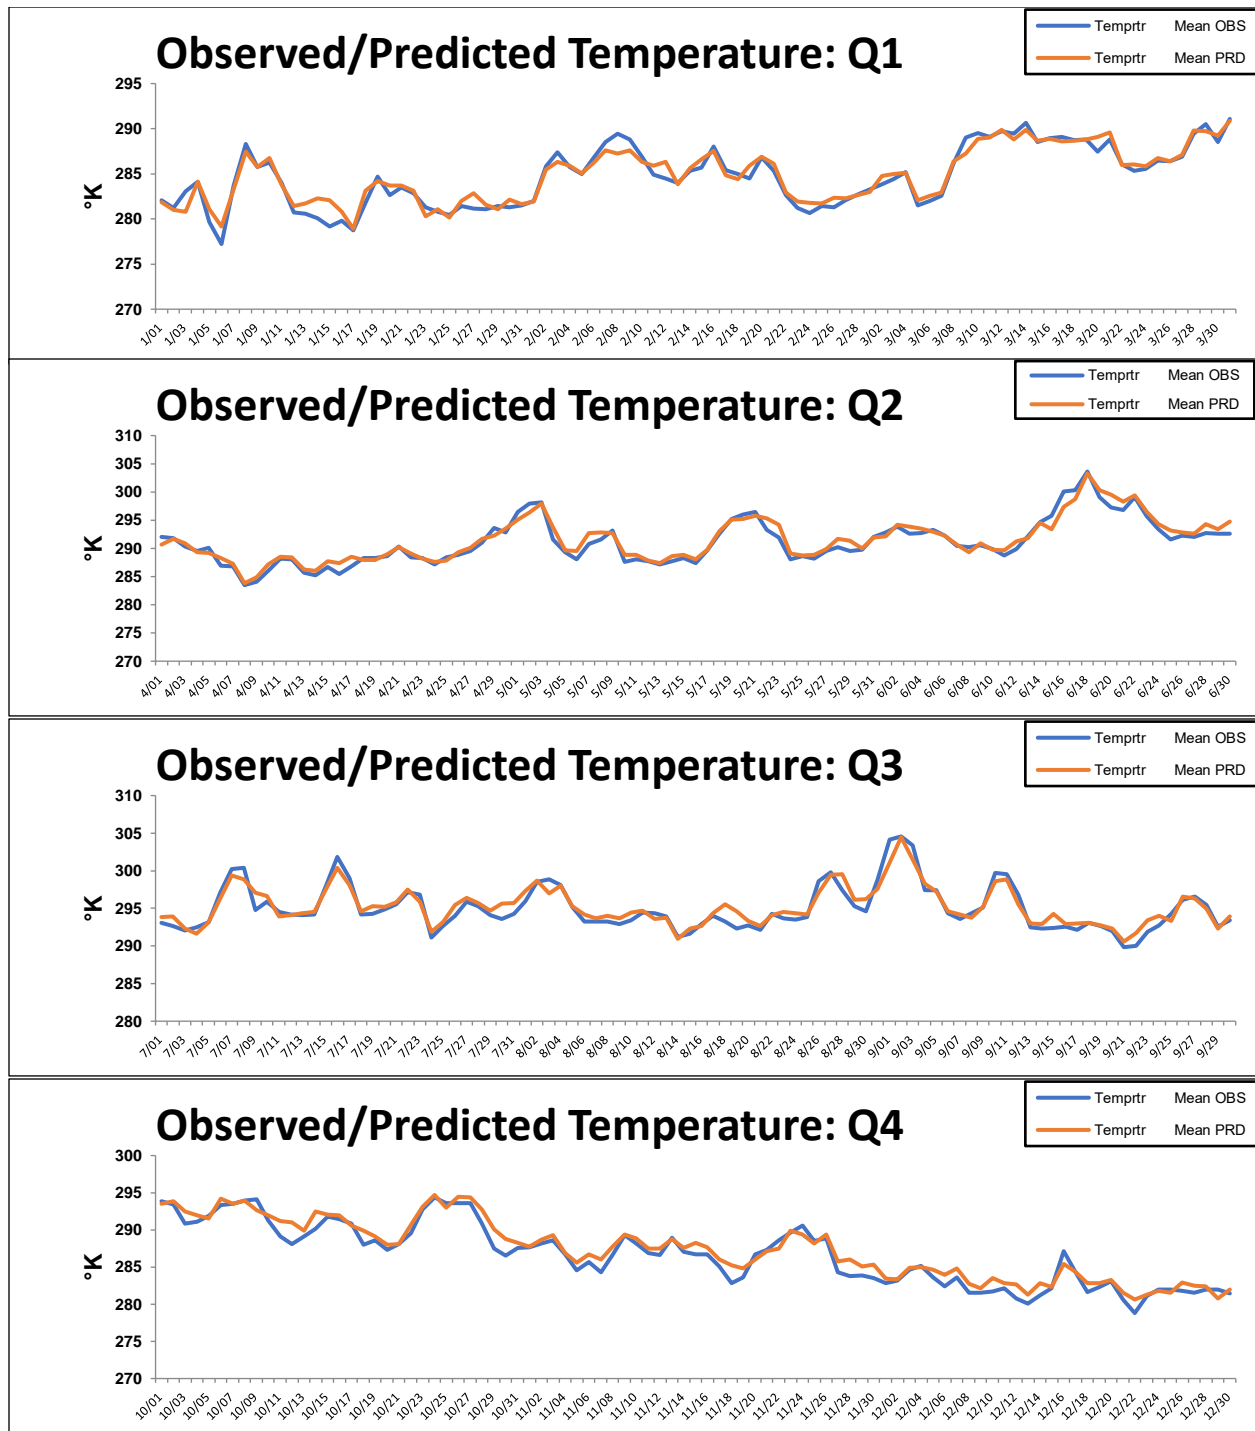 Temprtr Mean OBS
Temprtr Mean PRD
Observed/Predicted Temperature: Q1
295
290
285
280
275
270
°K
1/01 1/03 1/05 1/07 1/09 1/11 1/13 1/15 1/17 1/19 1/21 1/23 1/25 1/27 1/29 1/31 2/02 2/04 2/06 2/08 2/10 2/12 2/14 2/16 2/18 2/20 2/22 2/24 2/26 2/28 3/02 3/04 3/06 3/08 3/10 3/12 3/14 3/16 3/18 3/20 3/22 3/24 3/26 3/28 3/30
Temprtr Mean OBS
Temprtr Mean PRD
Observed/Predicted Temperature: Q2
310
305
300
295
290
285
280
275
270
°K
4/01 4/03 4/05 4/07 4/09 4/11 4/13 4/15 4/17 4/19 4/21 4/23 4/25 4/27 4/29 5/01 5/03 5/05 5/07 5/09 5/11 5/13 5/15 5/17 5/19 5/21 5/23 5/25 5/27 5/29 5/31 6/02 6/04 6/06 6/08 6/10 6/12 6/14 6/16 6/18 6/20 6/22 6/24 6/26 6/28 6/30
Temprtr Mean OBS
Temprtr Mean PRD
Observed/Predicted Temperature: Q3
310
305
300
295
290
285
280
°K
7/01 7/03 7/05 7/07 7/09 7/11 7/13 7/15 7/17 7/19 7/21 7/23 7/25 7/27 7/29 7/31 8/02 8/04 8/06 8/08 8/10 8/12 8/14 8/16 8/18 8/20 8/22 8/24 8/26 8/28 8/30 9/01 9/03 9/05 9/07 9/09 9/11 9/13 9/15 9/17 9/19 9/21 9/23 9/25 9/27 9/29
Temprtr Mean OBS
Temprtr Mean PRD
Observed/Predicted Temperature: Q4
300
295
290
285
280
275
270
°K
10/01 10/03 10/05 10/07 10/09 10/11 10/13 10/15 10/17 10/19 10/21 10/23 10/25 10/27 10/29 10/31 11/02 11/04 11/06 11/08 11/10 11/12 11/14 11/16 11/18 11/20 11/22 11/24 11/26 11/28 11/30 12/02 12/04 12/06 12/08 12/10 12/12 12/14 12/16 12/18 12/20 12/22 12/24 12/26 12/28 12/30